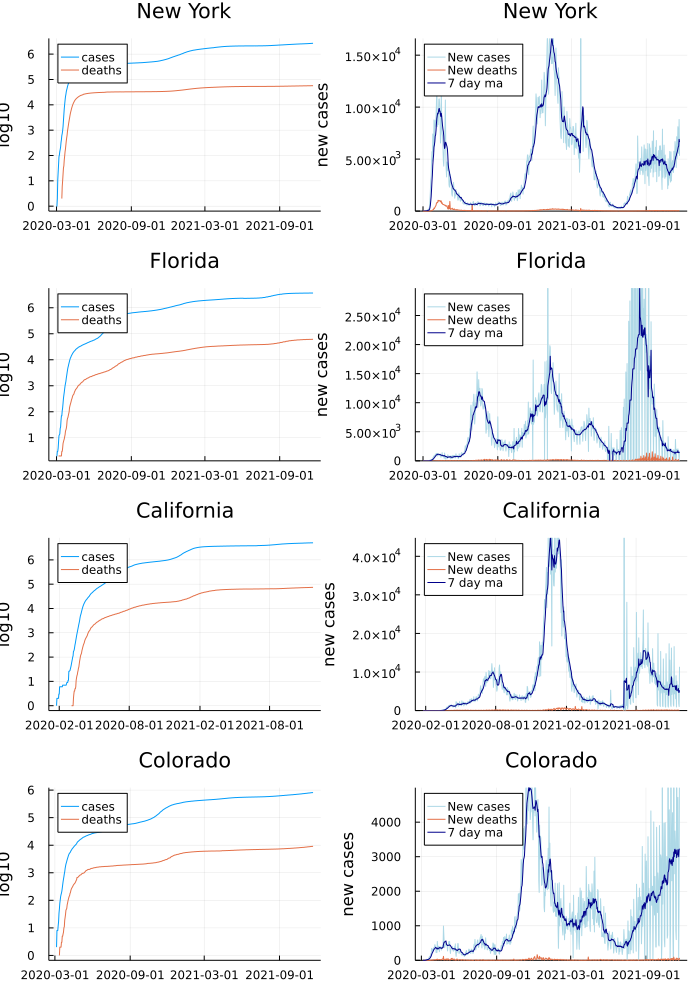 New York
New York
log10
6
5
4
3
2
1
0
cases
deaths
2020-03-01 2020-09-01 2021-03-01 2021-09-01
new cases
1.50×10⁴
1.00×10⁴
5.00×10³
0
New cases
New deaths
7 day ma
2020-03-01 2020-09-01 2021-03-01 2021-09-01
Florida
Florida
log10
6
5
4
3
2
1
cases
deaths
2020-03-01 2020-09-01 2021-03-01 2021-09-01
new cases
2.50×10⁴
2.00×10⁴
1.50×10⁴
1.00×10⁴
5.00×10³
0
New cases
New deaths
7 day ma
2020-03-01 2020-09-01 2021-03-01 2021-09-01
California
California
log10
6
5
4
3
2
1
0
cases
deaths
2020-02-01 2020-08-01 2021-02-01 2021-08-01
new cases
4.0×10⁴
3.0×10⁴
2.0×10⁴
1.0×10⁴
0
New cases
New deaths
7 day ma
2020-02-01 2020-08-01 2021-02-01 2021-08-01
Colorado
Colorado
log10
6
5
4
3
2
1
0
cases
deaths
2020-03-01 2020-09-01 2021-03-01 2021-09-01
new cases
4000
3000
2000
1000
0
New cases
New deaths
7 day ma
2020-03-01 2020-09-01 2021-03-01 2021-09-01